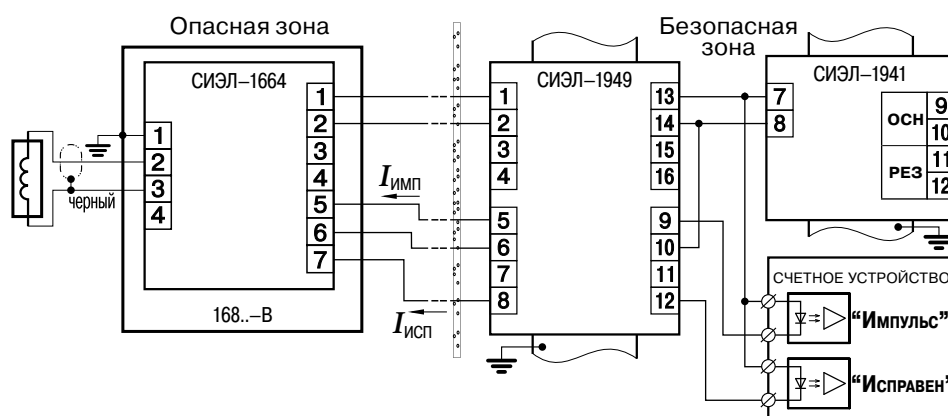 Опасная зона
Безопасная
зона
СИЭЛ–1664
СИЭЛ–1949
СИЭЛ–1941
1
2
3
4
черный
1
2
3
4
5
6
7
168..–В
Iимп
Iисп
1
2
3
4
5
6
7
8
13
14
15
16
9
10
11
12
7
8
ОСН
РЕЗ
9
10
11
12
СЧЕТНОЕ УСТРОЙСТВО
“Импульс”
“Исправен”